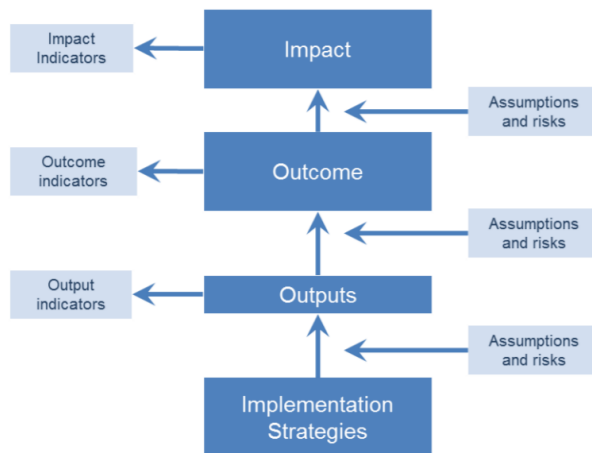 Impact
Indicators
Impact
Assumptions
and risks
Outcome
indicators
Outcome
Assumptions
and risks
Output
indicators
Outputs
Assumptions
and risks
Implementation
Strategies